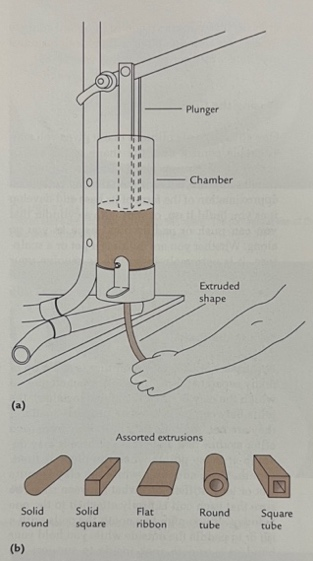 Plunger
Chamber
Extruded
shape
(a)
Assorted extrusions
Solid
round
Solid
square
Flat
ribbon
Round
tube
Square
tube
(b)